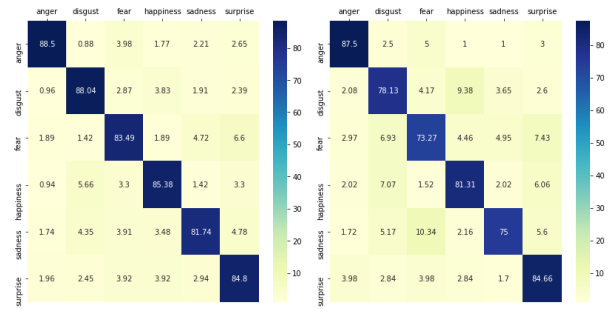 anger disgust fear happiness sadness surprise
anger 88.5 0.88 3.98 1.77 2.21 2.65
disgust 0.96 88.04 2.87 3.83 1.91 2.39
fear 1.89 1.42 83.49 1.89 4.72 6.6
happiness 0.94 5.66 3.3 85.38 1.42 3.3
sadness 1.74 4.35 3.91 3.48 81.74 4.78
surprise 1.96 2.45 3.92 3.92 2.94 84.8
80
70
60
50
40
30
20
10
anger disgust fear happiness sadness surprise
anger 87.5 2.5 5 1 1 3
disgust 2.08 78.13 4.17 9.38 3.65 2.6
fear 2.97 6.93 73.27 4.46 4.95 7.43
happiness 2.02 7.07 1.52 81.31 2.02 6.06
sadness 1.72 5.17 10.34 2.16 75 5.6
surprise 3.98 2.84 3.98 2.84 1.7 84.66
80
70
60
50
40
30
20
10